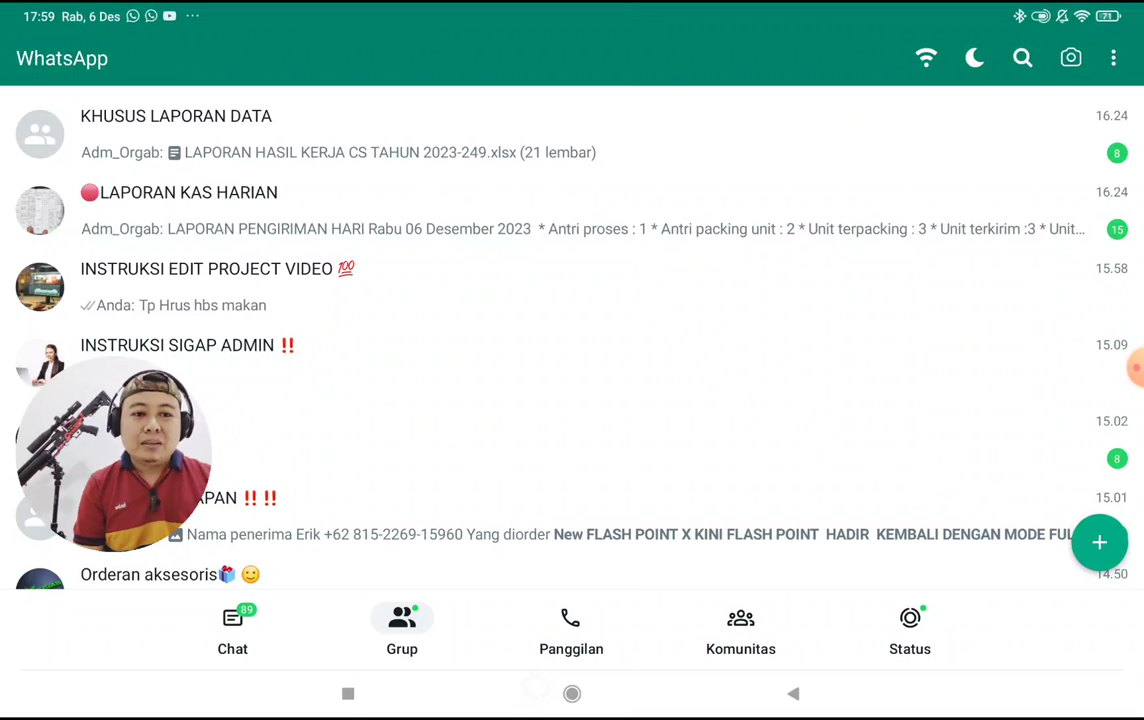 17:59 Rab, 6 Des ···
71
WhatsApp
KHUSUS LAPORAN DATA
16.24
Adm_Orgab: LAPORAN HASIL KERJA CS TAHUN 2023-249.xlsx (21 lembar)
8
🔴LAPORAN KAS HARIAN
16.24
Adm_Orgab: LAPORAN PENGIRIMAN HARI Rabu 06 Desember 2023 * Antri proses : 1 * Antri packing unit : 2 * Unit terpacking : 3 * Unit terkirim :3 * Unit...
15
INSTRUKSI EDIT PROJECT VIDEO 💯
15.58
Anda: Tp Hrus hbs makan
INSTRUKSI SIGAP ADMIN ‼️
15.09
15.02
8
APAN ‼️ ‼️
15.01
Nama penerima Erik +62 815-2269-15960 Yang diorder New FLASH POINT X KINI FLASH POINT HADIR KEMBALI DENGAN MODE FUL
+
Orderan aksesoris🎁 🙂
14.50
89
Chat
Grup
Panggilan
Komunitas
Status